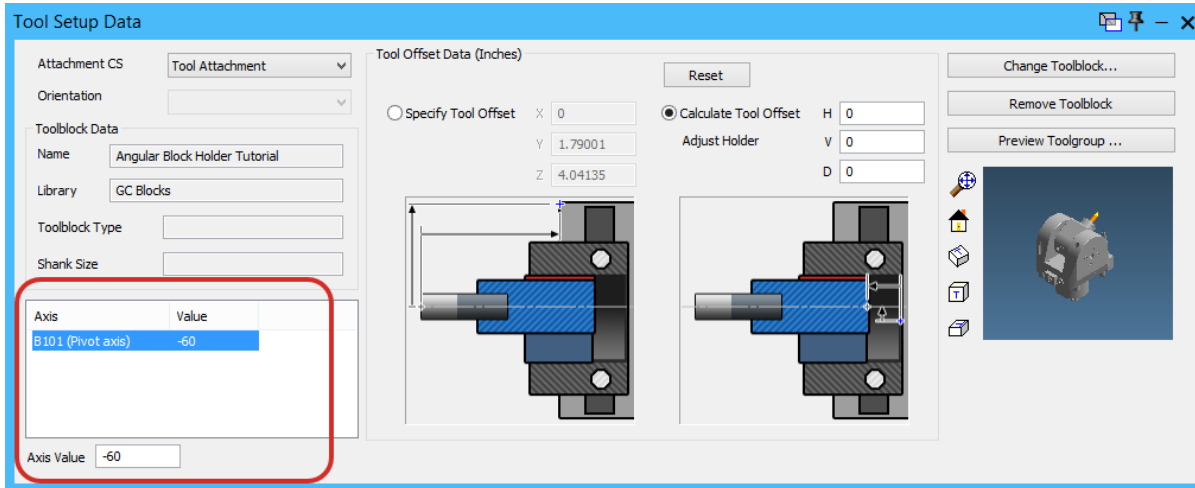 Tool Setup Data
Attachment CS
Tool Attachment
Orientation
Toolblock Data
Name
Angular Block Holder Tutorial
Library
GC Blocks
Toolblock Type
Shank Size
Axis Value
B101 (Pivot axis) -60
Axis Value -60
Tool Offset Data (Inches)
Reset
Specify Tool Offset X 0
Y 1.79001
Z 4.04135
Calculate Tool Offset H 0
Adjust Holder V 0
D 0
Change Toolblock...
Remove Toolblock
Preview Toolgroup ...
T